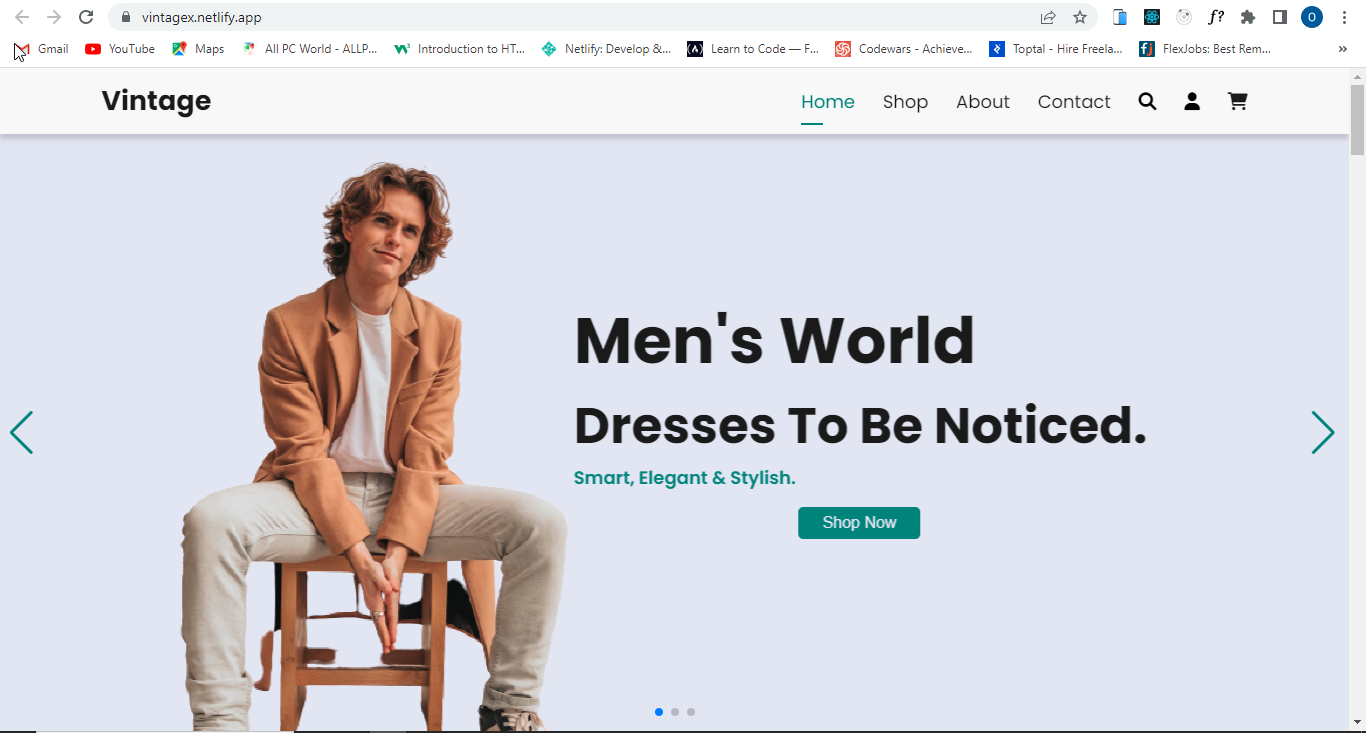 vintagex.netlify.app
f?
O
Gmail
YouTube
Maps
All PC World - ALLP...
Introduction to HT...
Netlify: Develop &...
Learn to Code — F...
Codewars - Achieve...
Toptal - Hire Freela...
FlexJobs: Best Rem...
»
Vintage
Home
Shop
About
Contact
Men's World
Dresses To Be Noticed.
Smart, Elegant & Stylish.
Shop Now